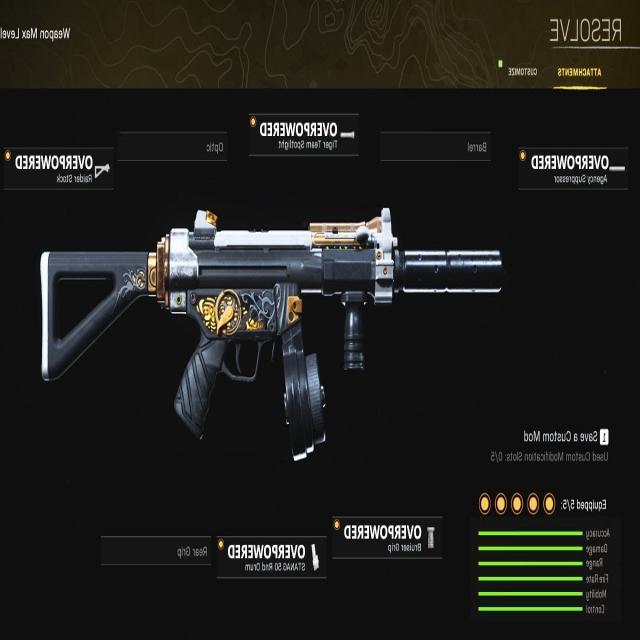 RESOLVE
Weapon Max Level
ATTACHMENTS
CUSTOMIZE
OVERPOWERED
Agency Suppressor
Barrel
OVERPOWERED
Tiger Team Spotlight
Optic
OVERPOWERED
Raider Stock
1 Save a Custom Mod
Used Custom Modification Slots: 0/5
Equipped 5/5:
Accuracy
Damage
Range
Fire Rate
Mobility
Control
OVERPOWERED
Bruiser Grip
OVERPOWERED
STANAG 50 Rnd Drum
Rear Grip